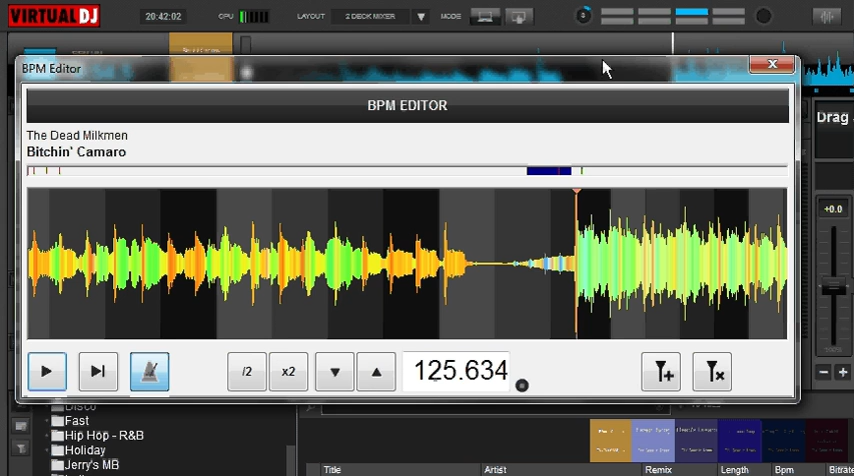 VIRTUAL DJ
20:42:02
CPU
LAYOUT
2 DECK MIXER
MODE
BPM Editor
X
BPM EDITOR
The Dead Milkmen
Bitchin' Camaro
Drag
+0.0
/2
x2
125.634
Disco
Fast
Hip Hop - R&B
Holiday
Jerry's MB
Title
Artist
Remix
Length
Bpm
Bitrate